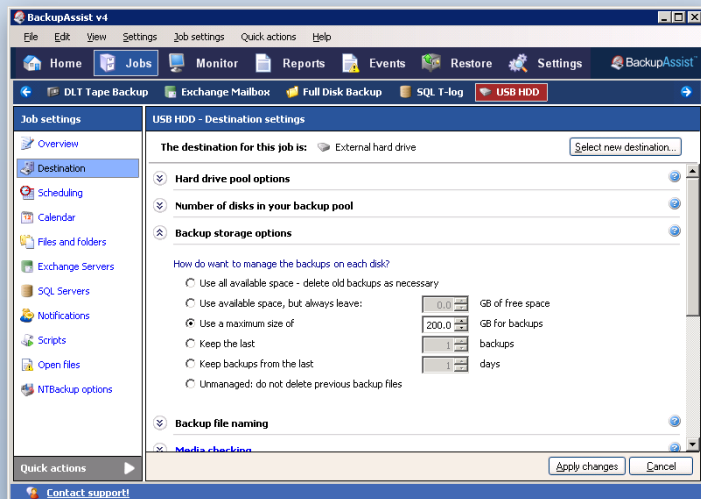 BackupAssist v4
File Edit View Settings Job settings Quick actions Help
Home Jobs Monitor Reports Events Restore Settings BackupAssist™
DLT Tape Backup Exchange Mailbox Full Disk Backup SQL T-log USB HDD
Job settings
USB HDD - Destination settings
Overview
Destination
Scheduling
Calendar
Files and folders
Exchange Servers
SQL Servers
Notifications
Scripts
Open files
NTBackup options
Quick actions
The destination for this job is: External hard drive Select new destination...
Hard drive pool options
Number of disks in your backup pool
Backup storage options
How do want to manage the backups on each disk?
Use all available space - delete old backups as necessary
Use available space, but always leave: 0.0 GB of free space
Use a maximum size of 200.0 GB for backups
Keep the last 1 backups
Keep backups from the last 1 days
Unmanaged: do not delete previous backup files
Backup file naming
Media checking
Apply changes Cancel
Contact support!